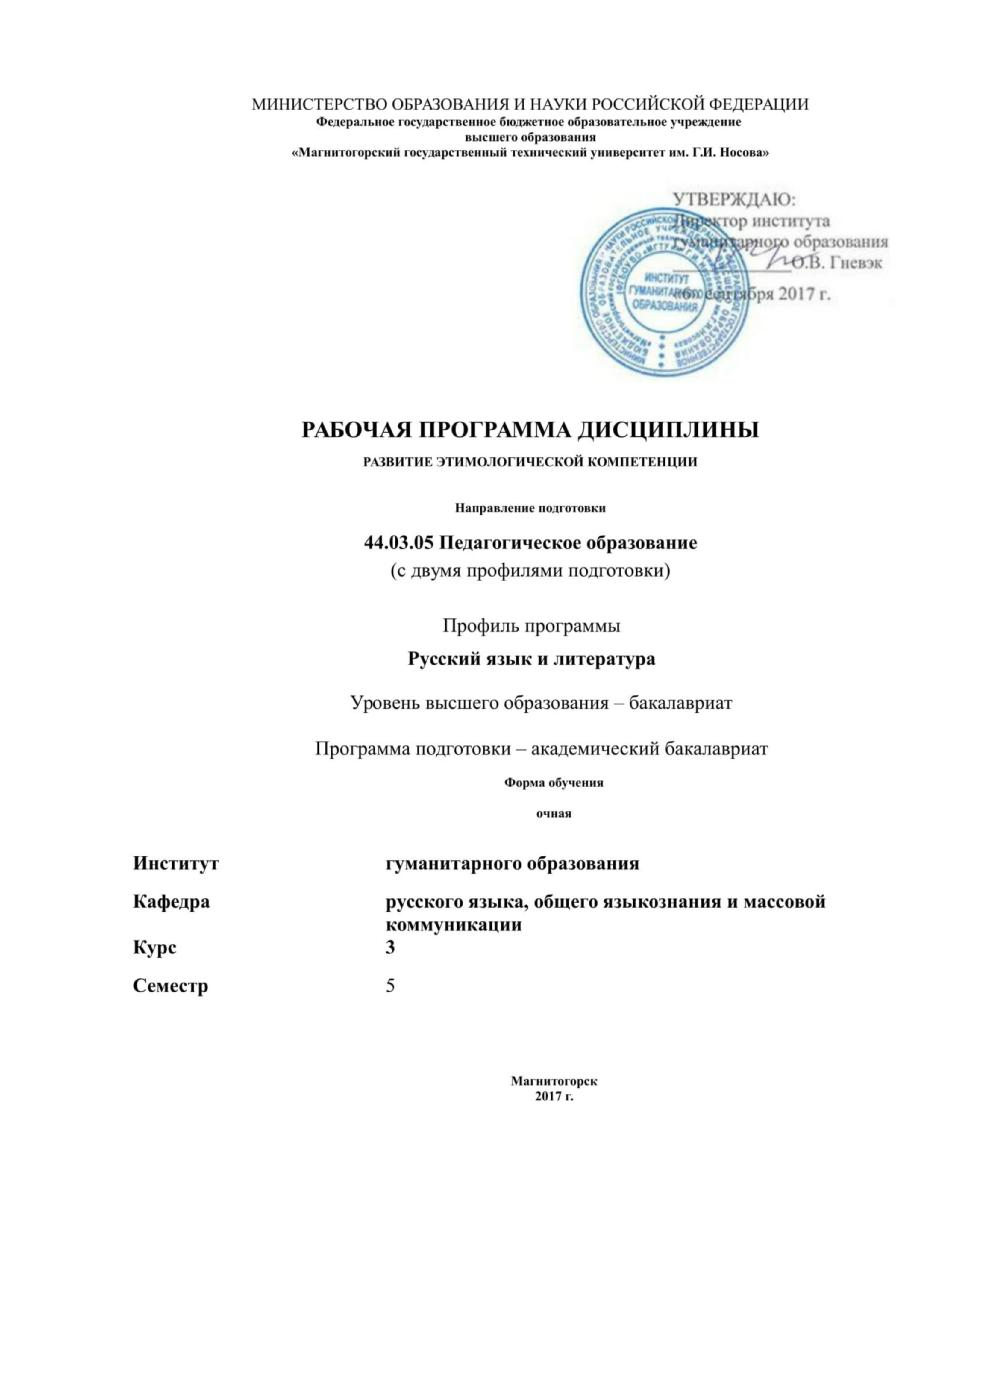 МИНИСТЕРСТВО ОБРАЗОВАНИЯ И НАУКИ РОССИЙСКОЙ ФЕДЕРАЦИИ
Федеральное государственное бюджетное образовательное учреждение
высшего образования
«Магнитогорский государственный технический университет им. Г.И. Носова»
УТВЕРЖДАЮ:
Директор института
гуманитарного образования
О.В. Гневэк
«6» сентября 2017 г.
ИНСТИТУТ
ГУМАНИТАРНОГО
ОБРАЗОВАНИЯ
РАБОЧАЯ ПРОГРАММА ДИСЦИПЛИНЫ
РАЗВИТИЕ ЭТИМОЛОГИЧЕСКОЙ КОМПЕТЕНЦИИ
Направление подготовки
44.03.05 Педагогическое образование
(с двумя профилями подготовки)
Профиль программы
Русский язык и литература
Уровень высшего образования – бакалавриат
Программа подготовки – академический бакалавриат
Форма обучения
очная
Институт гуманитарного образования
Кафедра русского языка, общего языкознания и массовой
коммуникации
Курс 3
Семестр 5
Магнитогорск
2017 г.